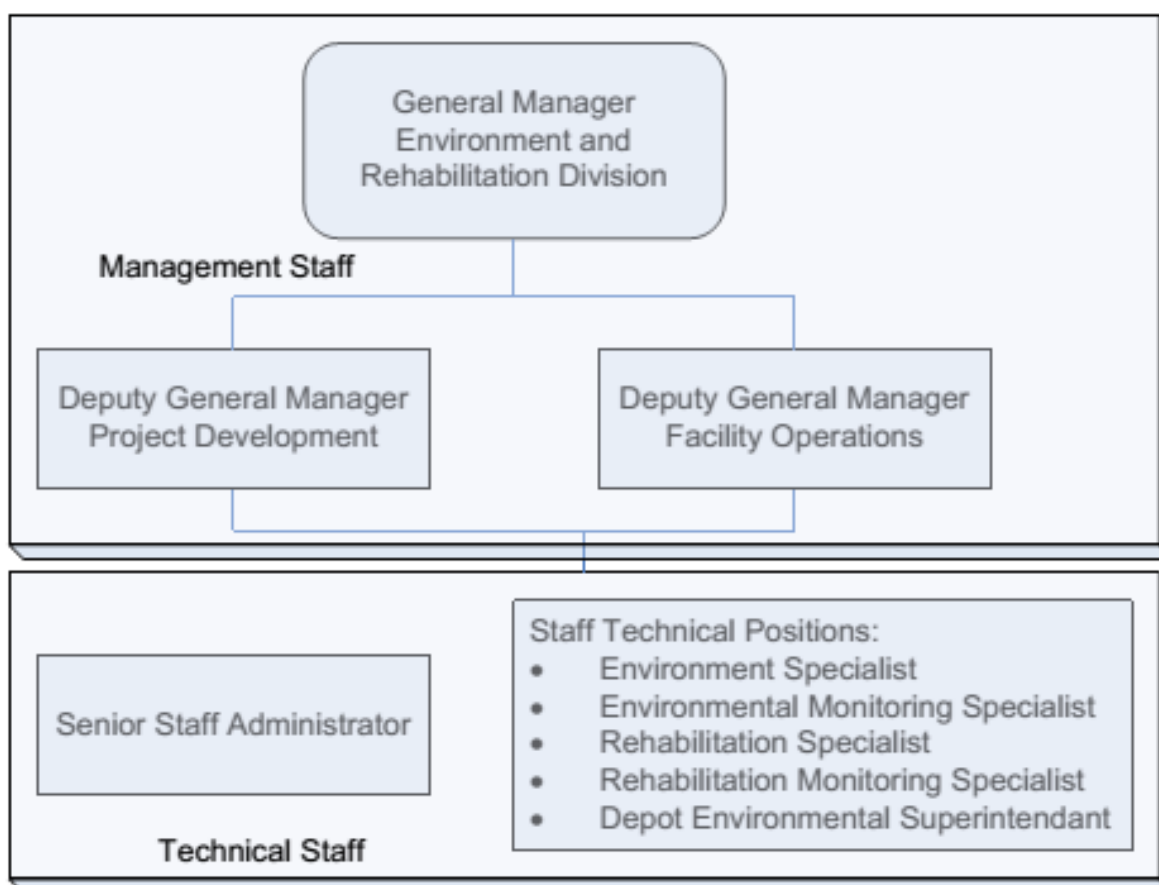 General Manager
Environment and
Rehabilitation Division
Management Staff
Deputy General Manager
Project Development
Deputy General Manager
Facility Operations
Senior Staff Administrator
Staff Technical Positions:
• Environment Specialist
• Environmental Monitoring Specialist
• Rehabilitation Specialist
• Rehabilitation Monitoring Specialist
• Depot Environmental Superintendant
Technical Staff